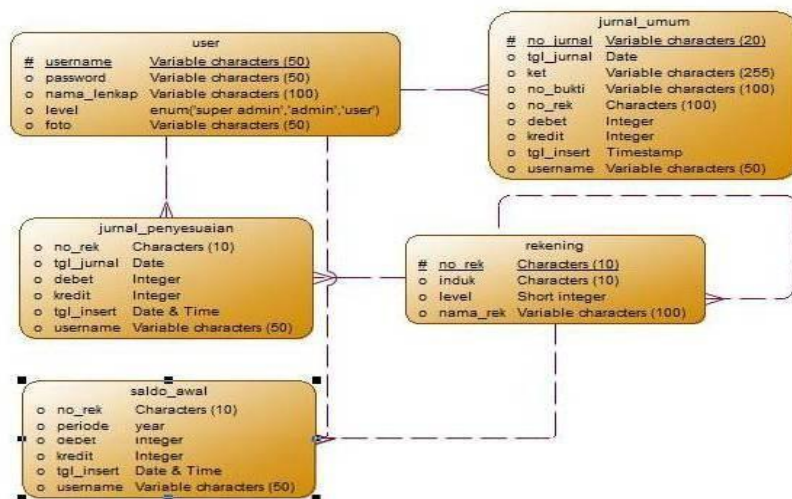 user
# username Variable characters (50)
o password Variable characters (50)
o nama_lenkap Variable characters (100)
o level enum('super admin','admin','user')
o foto Variable characters (50)
jurnal_umum
# no_jurnal Variable characters (20)
o tgl_jurnal Date
o ket Variable characters (255)
o no_bukti Variable characters (100)
o no_rek Characters (100)
o debet Integer
o kredit Integer
o tgl_insert Timestamp
o username Variable characters (50)
jurnal_penyesuaian
o no_rek Characters (10)
o tgl_jurnal Date
o debet Integer
o kredit Integer
o tgl_insert Date & Time
o username Variable characters (50)
rekening
# no_rek Characters (10)
o induk Characters (10)
o level Short integer
o nama_rek Variable characters (100)
saldo_awal
o no_rek Characters (10)
o periode year
o debet Integer
o kredit Integer
o tgl_insert Date & Time
o username Variable characters (50)